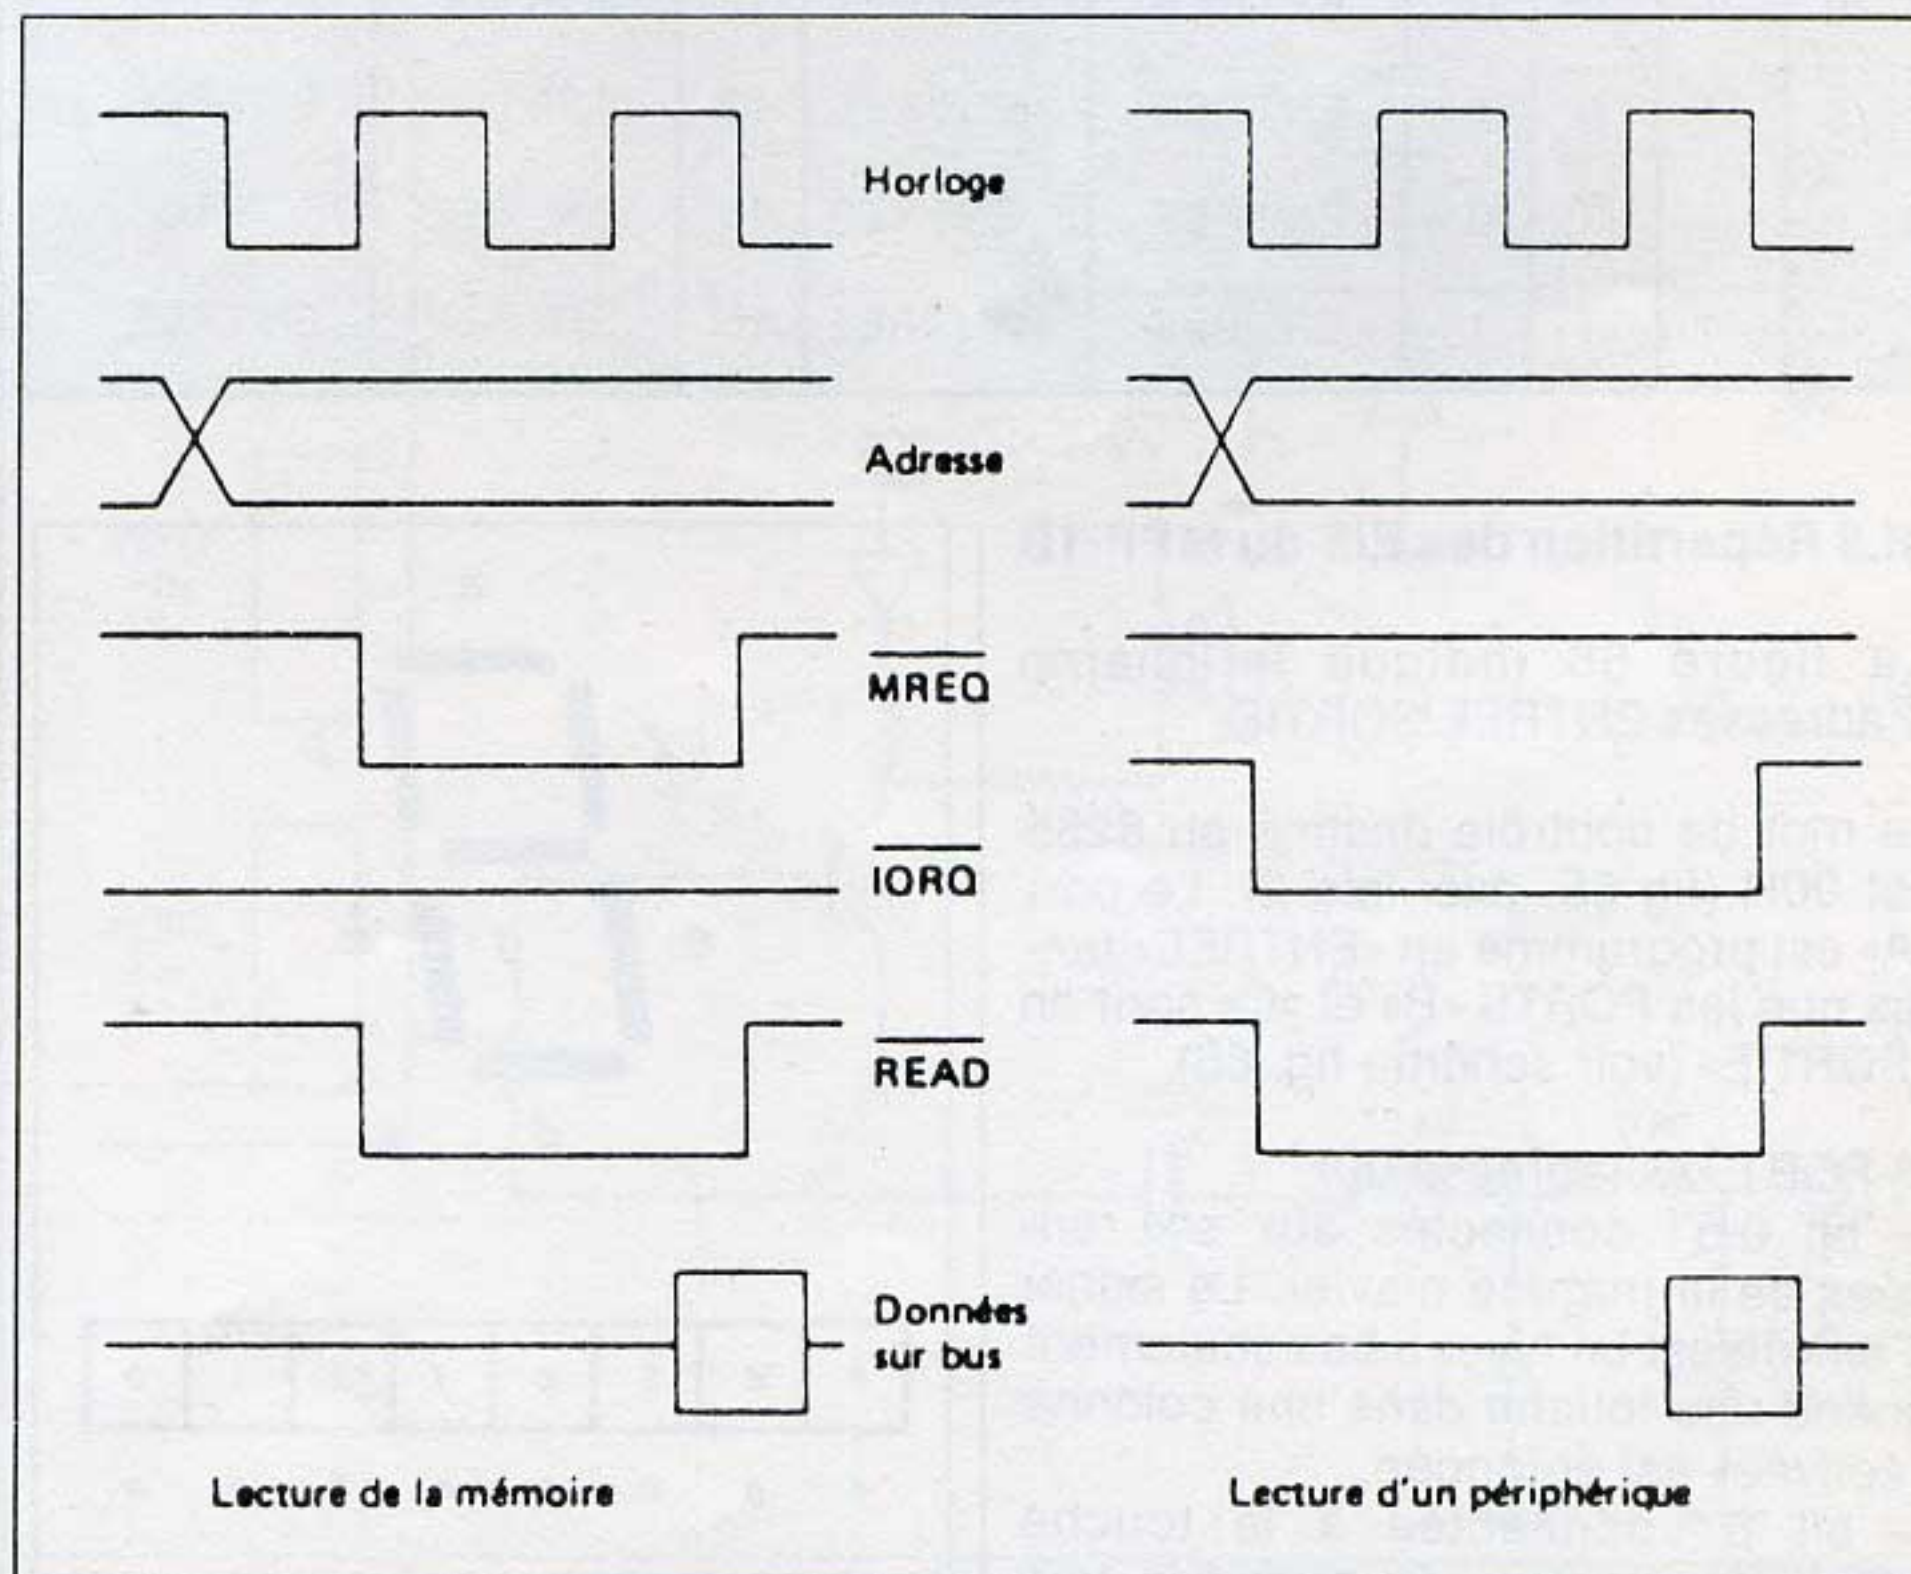 Horloge
Adresse
MREQ
IORQ
READ
Données
sur bus
Lecture de la mémoire
Lecture d'un périphérique